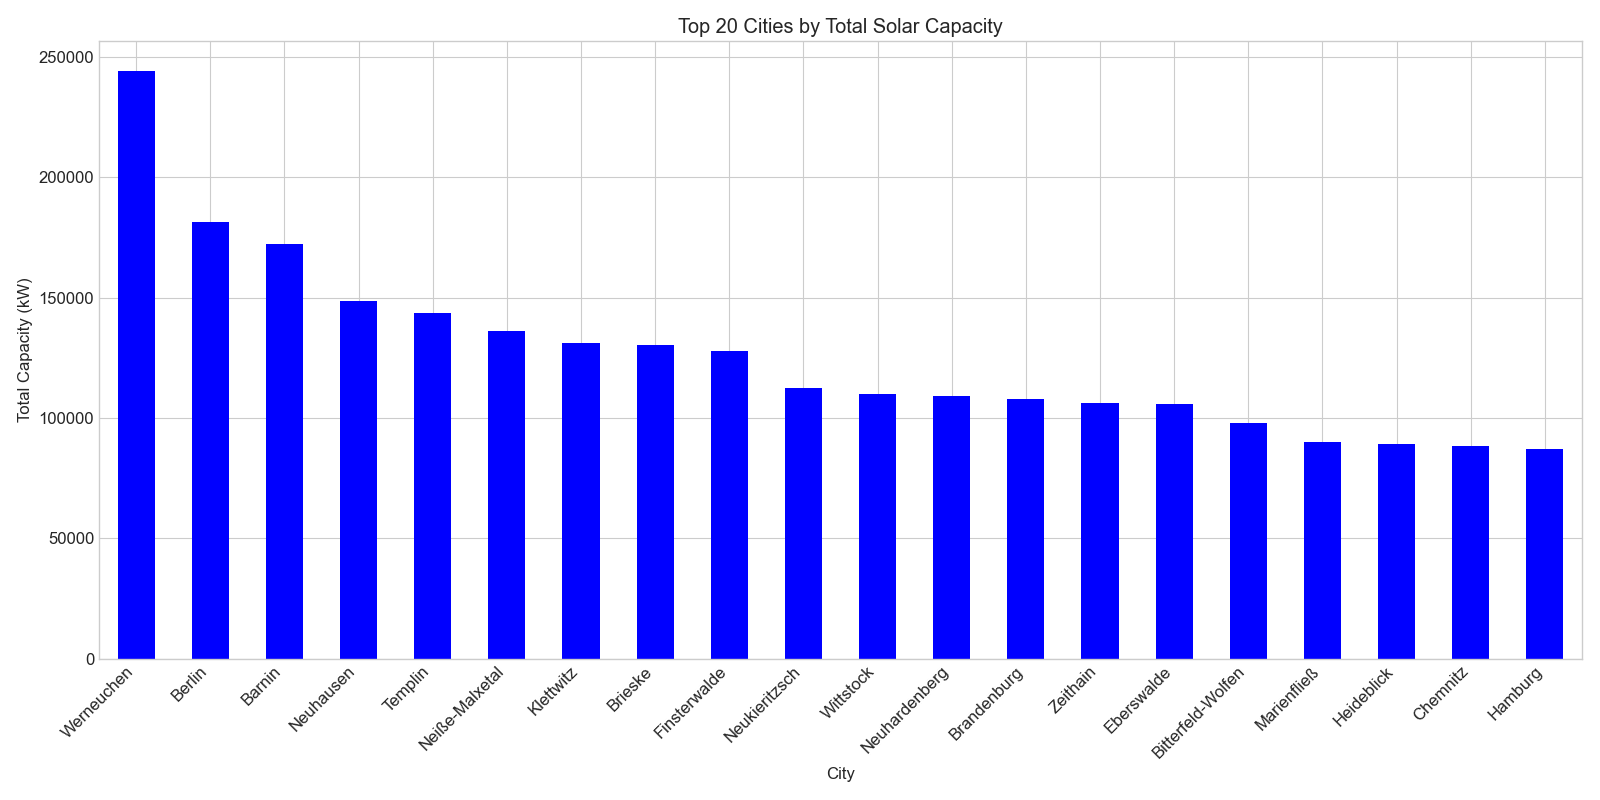 Top 20 Cities by Total Solar Capacity
Total Capacity (kW)
250000
200000
150000
100000
50000
0
Werneuchen
Berlin
Barnin
Neuhausen
Templin
Neiße-Malxetal
Klettwitz
Brieske
Finsterwalde
Neukieritzsch
Wittstock
Neuhardenberg
Brandenburg
Zeithain
Eberswalde
Bitterfeld-Wolfen
Marienfließ
Heideblick
Chemnitz
Hamburg
City